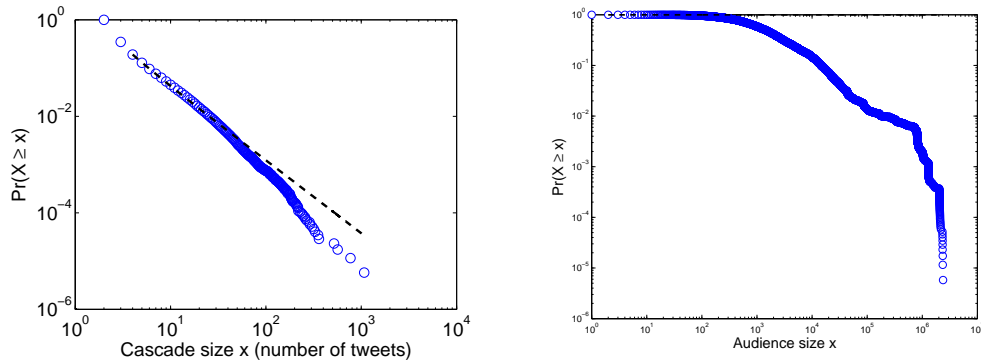 10^0
10^-2
10^-4
10^-6
Pr(X ≥ x)
10^0 10^1 10^2 10^3 10^4
Cascade size x (number of tweets)
10^0
10^-1
10^-2
10^-3
10^-4
10^-5
10^-6
Pr(X ≥ x)
10^0 10^1 10^2 10^3 10^4 10^5 10^6 10
Audience size x